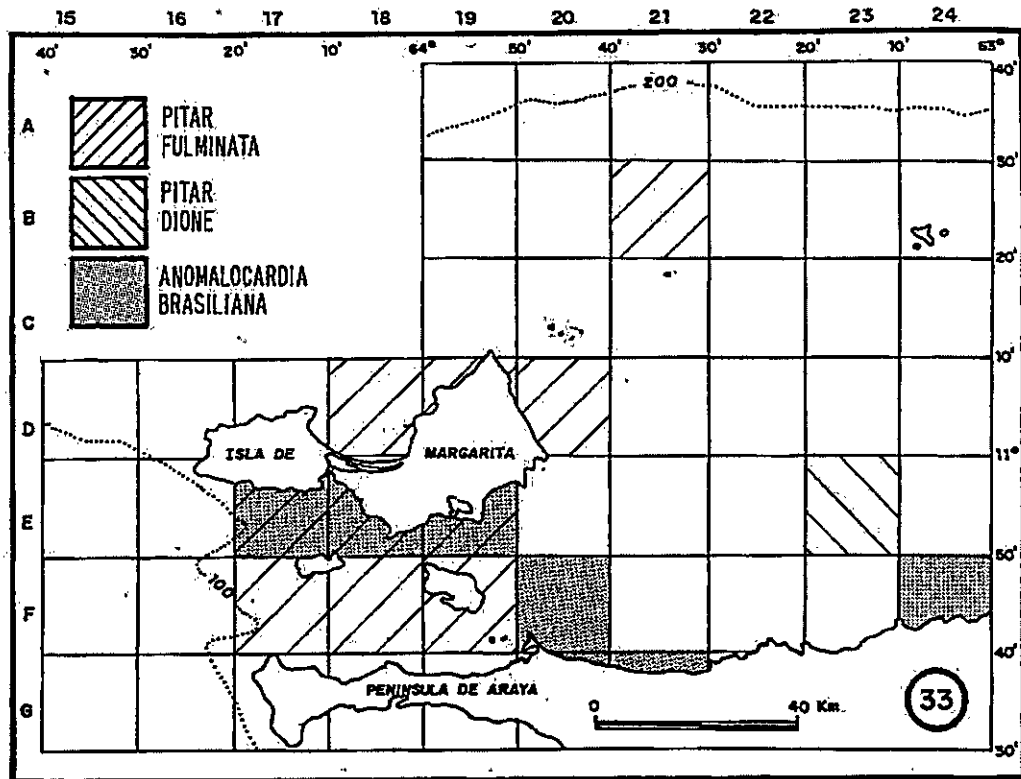 15 16 17 18 19 20 21 22 23 24
40' 30' 20' 10' 64° 50' 40' 30' 20' 10' 63°
40'
200
A
PITAR
FULMINATA
30'
PITAR
DIONE
B
20'
ANOMALOCARDIA
BRASILIANA
C
10'
D
ISLA DE MARGARITA
11°
E
50'
100
F
40'
PENINSULA DE ARAYA
G
0 40 Km.
33
30'